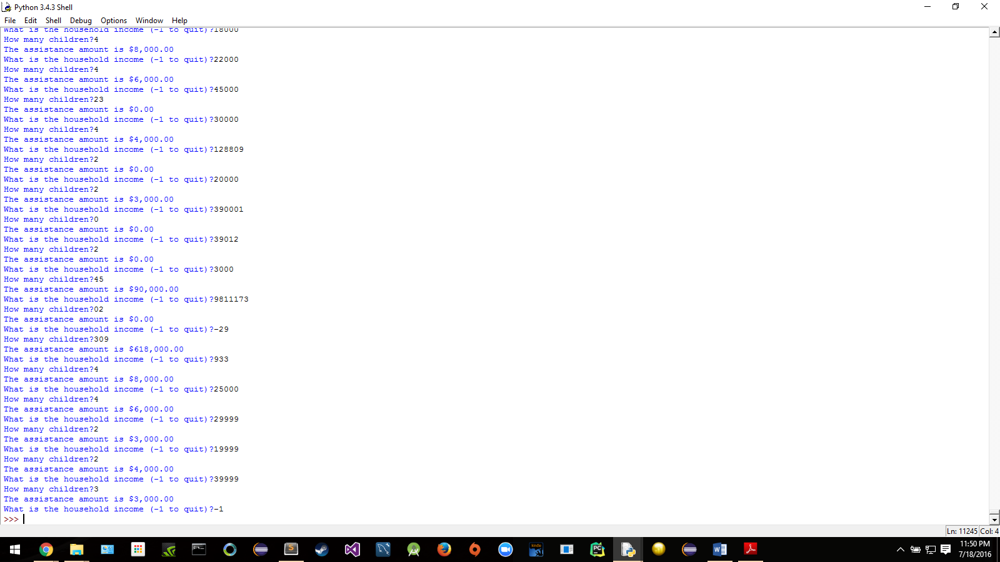 Python 3.4.3 Shell
File Edit Shell Debug Options Window Help
What is the household income (-1 to quit)?18000
How many children?4
The assistance amount is $8,000.00
What is the household income (-1 to quit)?22000
How many children?4
The assistance amount is $6,000.00
What is the household income (-1 to quit)?45000
How many children?23
The assistance amount is $0.00
What is the household income (-1 to quit)?30000
How many children?4
The assistance amount is $4,000.00
What is the household income (-1 to quit)?128809
How many children?2
The assistance amount is $0.00
What is the household income (-1 to quit)?20000
How many children?2
The assistance amount is $3,000.00
What is the household income (-1 to quit)?390001
How many children?0
The assistance amount is $0.00
What is the household income (-1 to quit)?39012
How many children?2
The assistance amount is $0.00
What is the household income (-1 to quit)?3000
How many children?45
The assistance amount is $90,000.00
What is the household income (-1 to quit)?9811173
How many children?02
The assistance amount is $0.00
What is the household income (-1 to quit)?-29
How many children?309
The assistance amount is $618,000.00
What is the household income (-1 to quit)?933
How many children?4
The assistance amount is $8,000.00
What is the household income (-1 to quit)?25000
How many children?4
The assistance amount is $6,000.00
What is the household income (-1 to quit)?29999
How many children?2
The assistance amount is $3,000.00
What is the household income (-1 to quit)?19999
How many children?2
The assistance amount is $4,000.00
What is the household income (-1 to quit)?39999
How many children?3
The assistance amount is $3,000.00
What is the household income (-1 to quit)?-1
>>>
Ln: 11245 Col: 4
S
PC
kindle
W
11:50 PM
7/18/2016